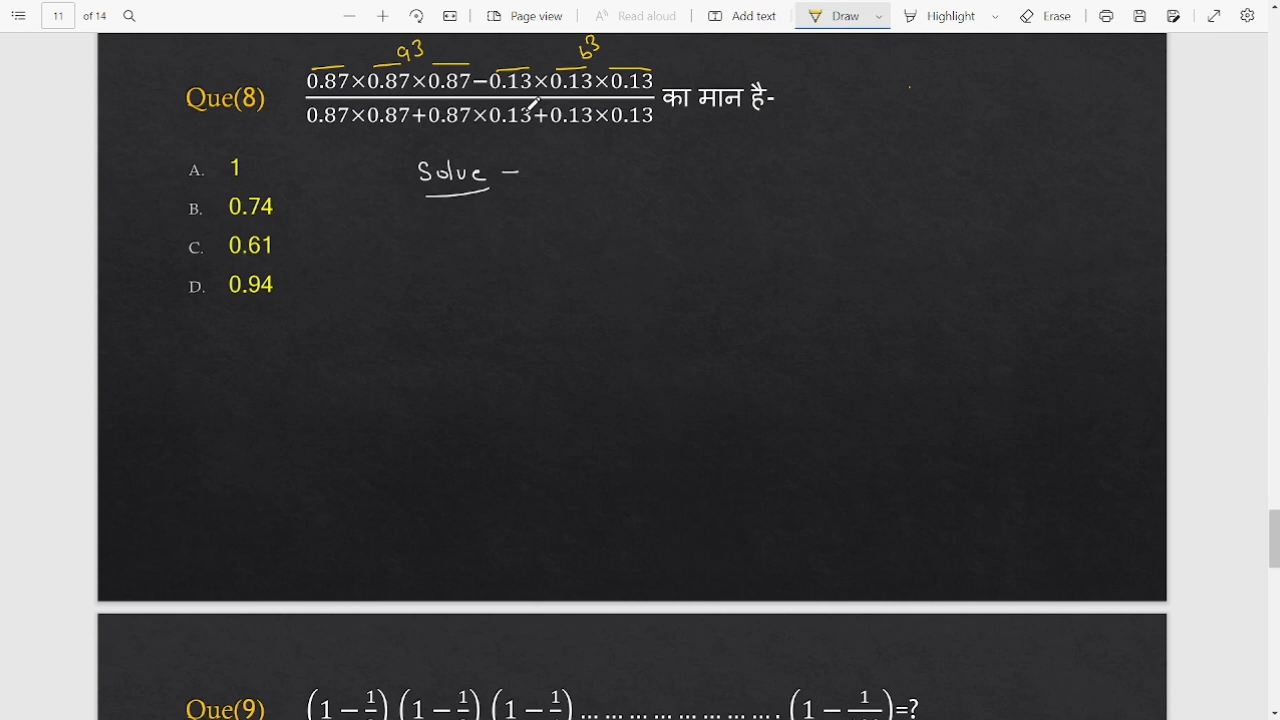 11 of 14 Page view Read aloud Add text Draw Highlight Erase
a3 b3
Que(8) 0.87×0.87×0.87−0.13×0.13×0.13
0.87×0.87+0.87×0.13+0.13×0.13 का मान है-
Solve -
A. 1
B. 0.74
C. 0.61
D. 0.94